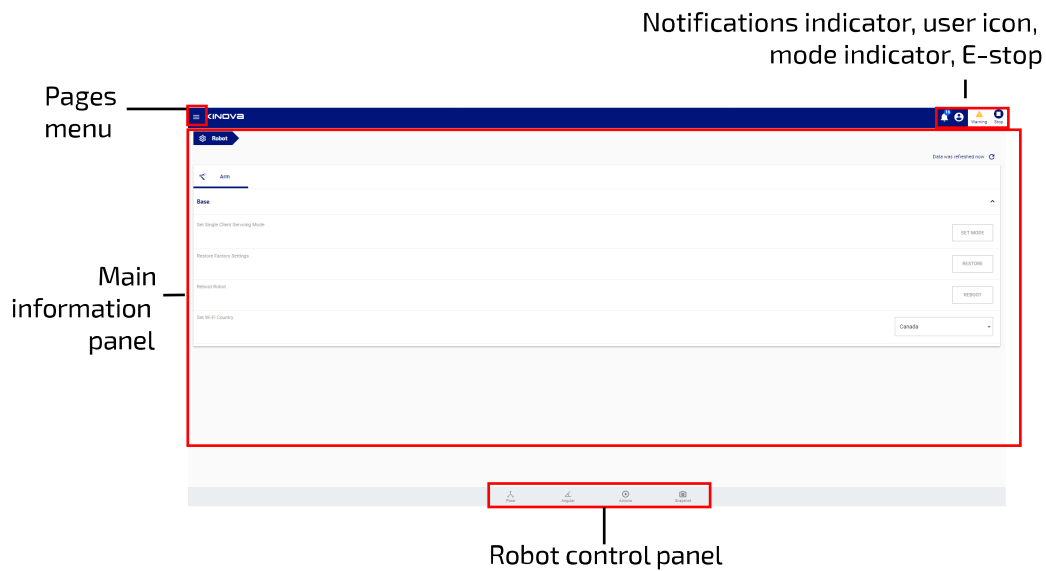 Notifications indicator, user icon,
mode indicator, E-stop
Pages
menu
KINOVA
Warning
Stop
Robot
Data was refreshed now
Arm
Base
Set Single Client Servoing Mode
SET MODE
Restore Factory Settings
RESTORE
Reboot Robot
REBOOT
Set Wi-Fi Country
Canada
Main
information
panel
Pose
Angular
Actions
Snapshot
Robot control panel